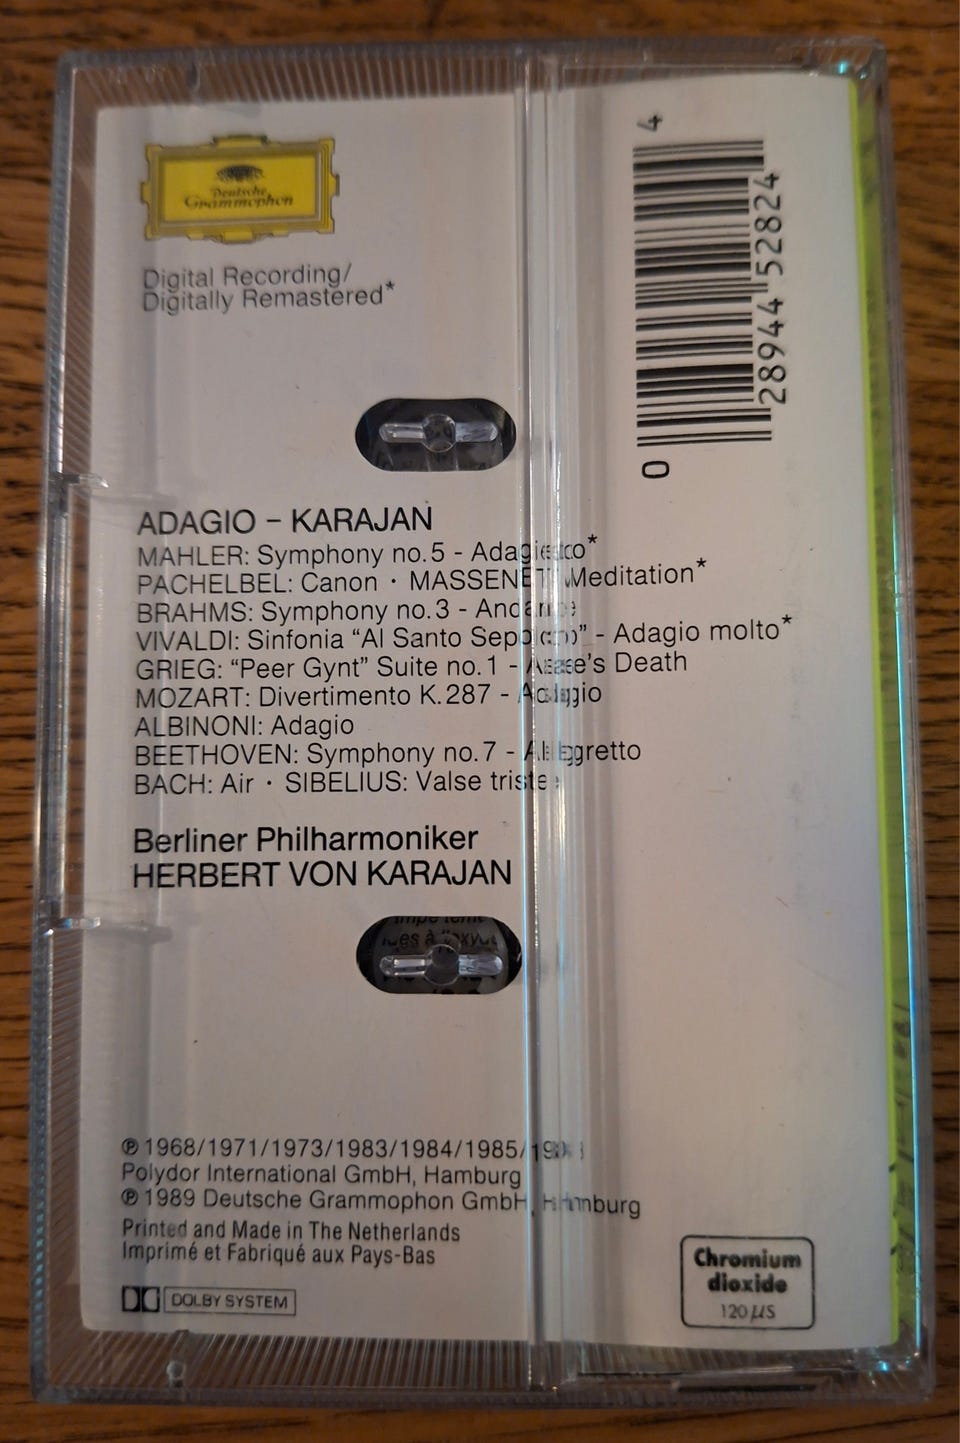 Deutsche
Grammophon
Digital Recording/
Digitally Remastered*
ADAGIO – KARAJAN
MAHLER: Symphony no. 5 - Adagietto*
PACHELBEL: Canon · MASSENET: Meditation*
BRAHMS: Symphony no. 3 - Andante
VIVALDI: Sinfonia “Al Santo Sepolcro” - Adagio molto*
GRIEG: “Peer Gynt” Suite no. 1 - Aase's Death
MOZART: Divertimento K. 287 - Adagio
ALBINONI: Adagio
BEETHOVEN: Symphony no. 7 - Allegretto
BACH: Air · SIBELIUS: Valse triste
Berliner Philharmoniker
HERBERT VON KARAJAN
℗ 1968/1971/1973/1983/1984/1985/
Polydor International GmbH, Hamburg
℗ 1989 Deutsche Grammophon GmbH, Hamburg
Printed and Made in The Netherlands
Imprimé et Fabriqué aux Pays-Bas
DOLBY SYSTEM
0 28944 52824 4
Chromium
dioxide
120 µS